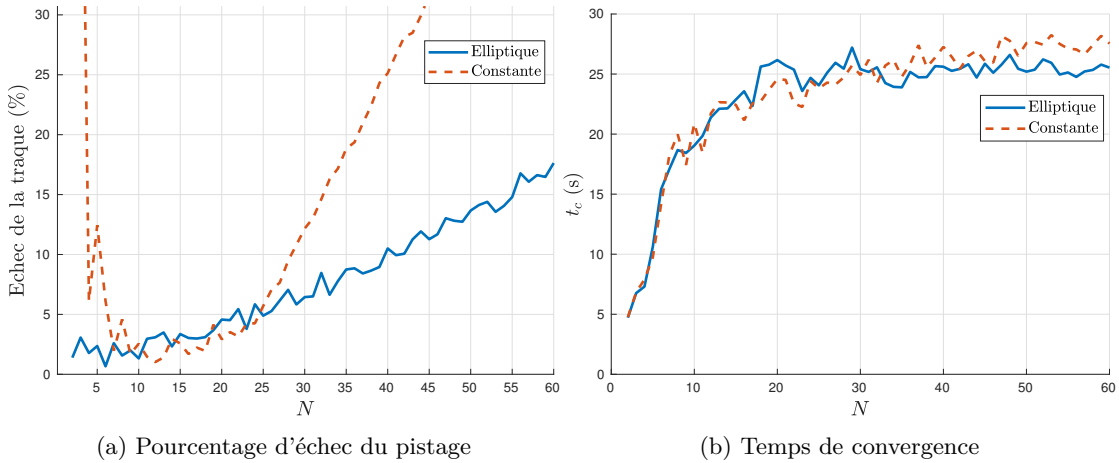 Echec de la traque (%)
30
25
20
15
10
5
0
5 10 15 20 25 30 35 40 45 50 55 60
N
Elliptique
Constante
(a) Pourcentage d'échec du pistage
t_c (s)
30
25
20
15
10
5
0
0 10 20 30 40 50 60
N
Elliptique
Constante
(b) Temps de convergence